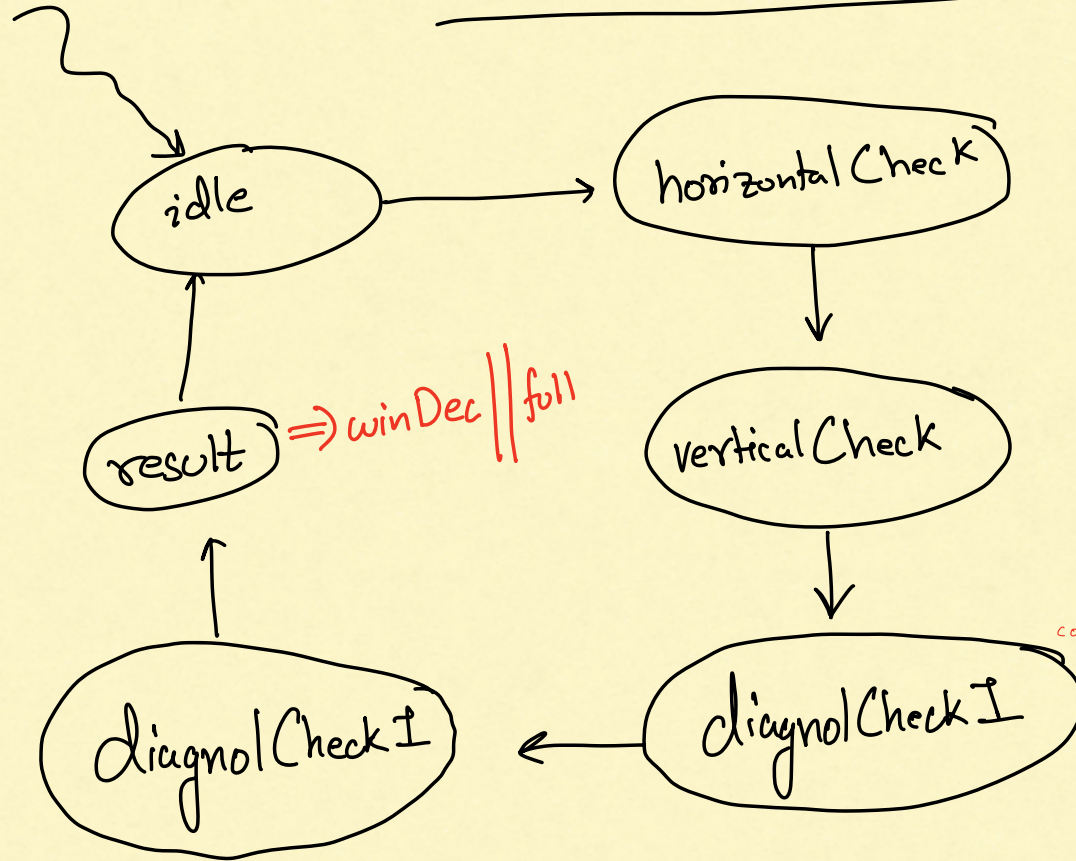 idle
horizontalCheck
result
⇒ winDec || full
verticalCheck
diagnolCheckI
diagnolCheckI